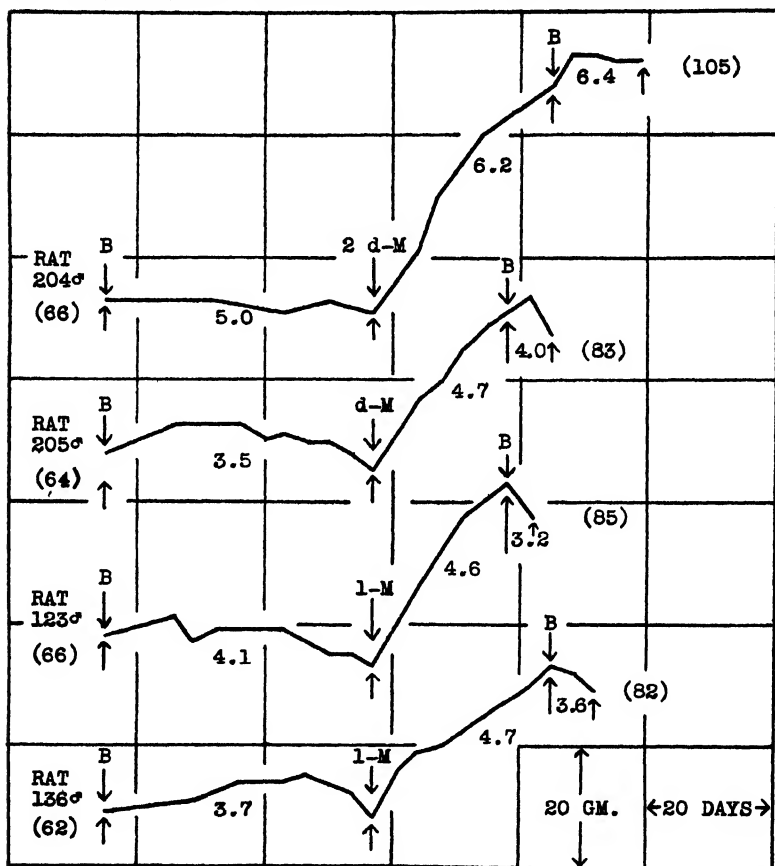 B
6.4
(105)
6.2
RAT
204♂
(66)
B
2 d-M
5.0
B
4.0
(83)
RAT
205♂
(64)
B
d-M
4.7
3.5
B
(85)
3.2
RAT
123♂
(66)
B
l-M
4.6
4.1
B
3.6
(82)
RAT
136♂
(62)
B
l-M
4.7
3.7
20 GM.
20 DAYS